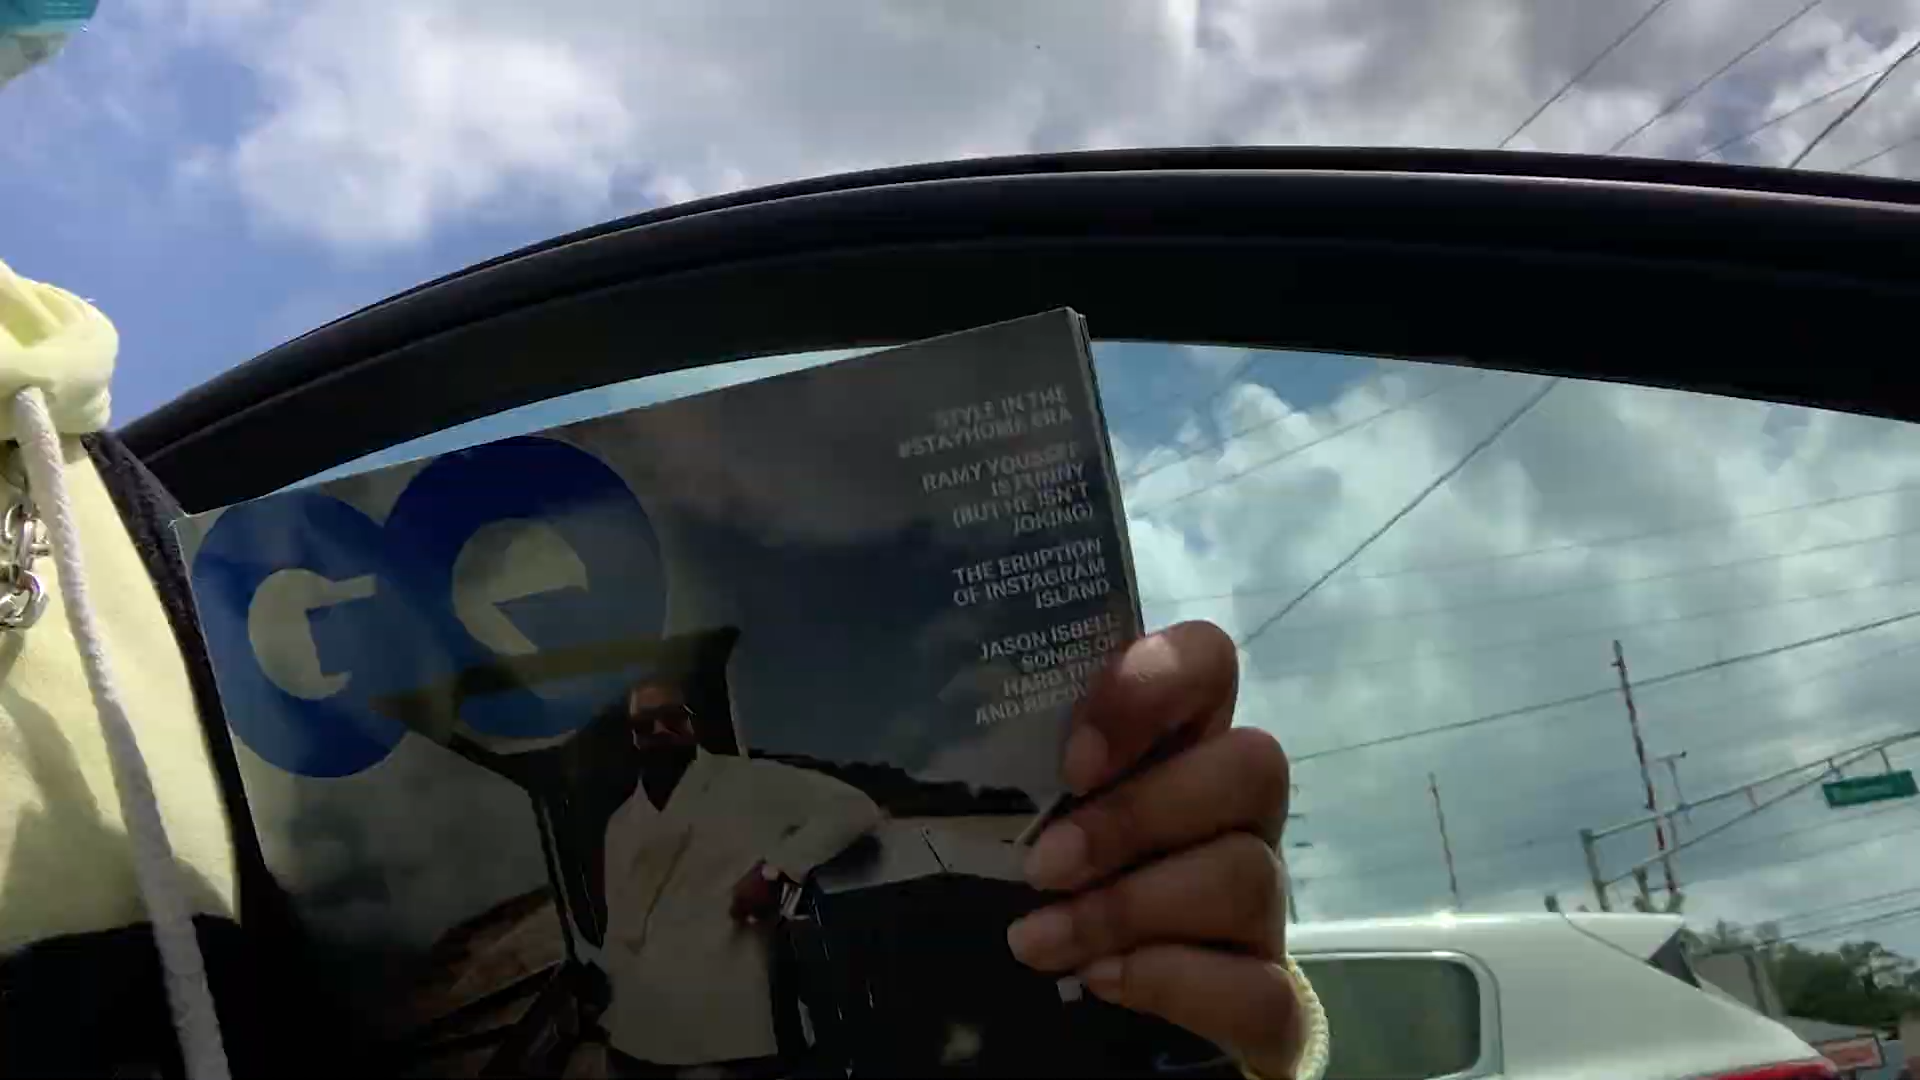 GQ
STYLE IN THE
#STAYHOME ERA
RAMY YOUSSEF
IS FUNNY
(BUT HE ISN'T
JOKING)
THE ERUPTION
OF INSTAGRAM
ISLAND
JASON ISBELL:
SONGS OF
HARD
AND